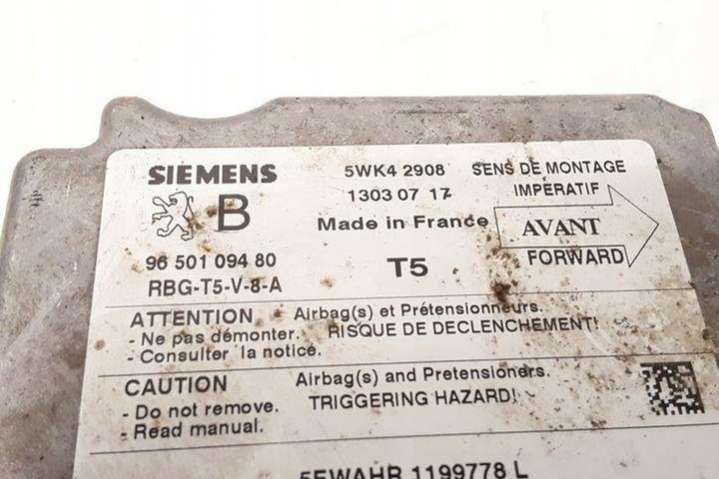 SIEMENS
5WK4 2908
SENS DE MONTAGE
IMPERATIF
B
1303 07 17
Made in France
AVANT
96 501 094 80
T5
FORWARD
RBG-T5-V-8-A
ATTENTION Airbag(s) et Prétensionneurs.
- Ne pas démonter. RISQUE DE DECLENCHEMENT!
- Consulter la notice.
CAUTION Airbag(s) and Pretensioners.
- Do not remove. TRIGGERING HAZARD!
- Read manual.
5FWAHR 1199778 L